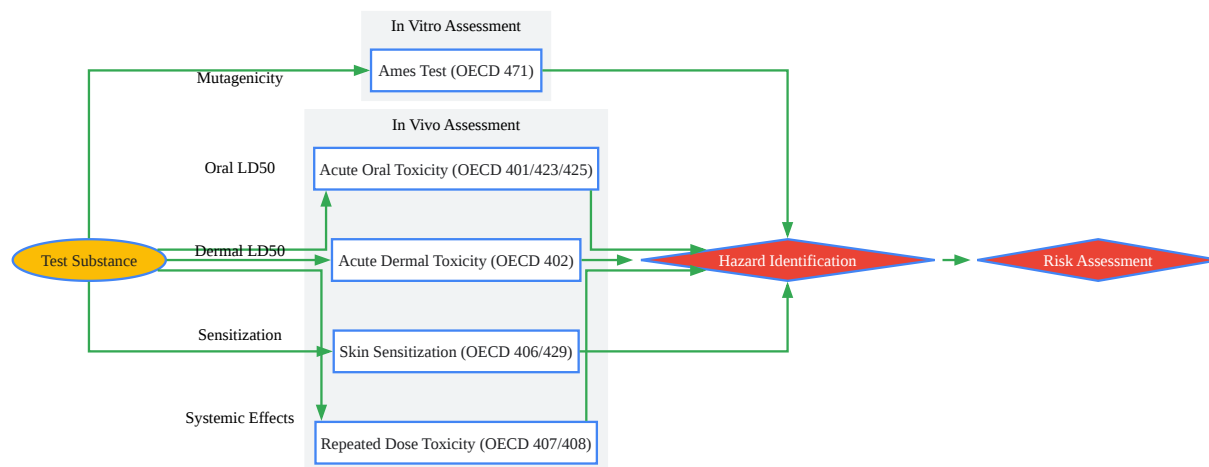 In Vitro Assessment
Ames Test (OECD 471)
Mutagenicity
In Vivo Assessment
Oral LD50
Acute Oral Toxicity (OECD 401/423/425)
Dermal LD50
Test Substance
Acute Dermal Toxicity (OECD 402)
Hazard Identification
Risk Assessment
Sensitization
Skin Sensitization (OECD 406/429)
Systemic Effects
Repeated Dose Toxicity (OECD 407/408)